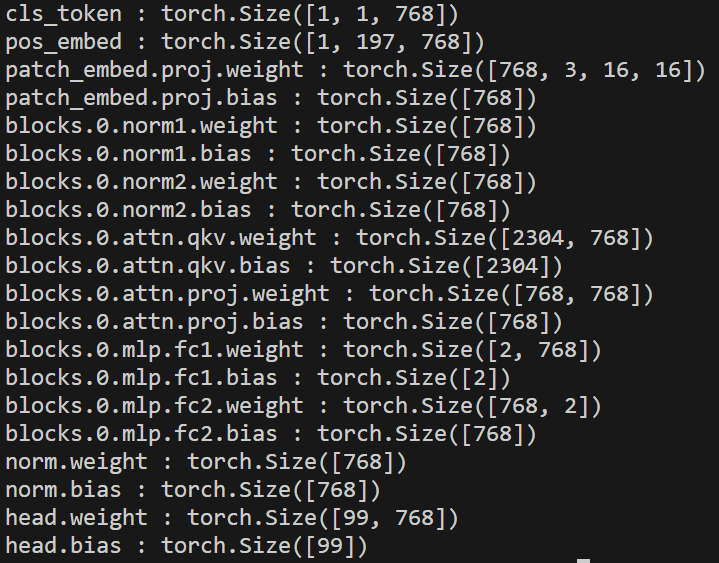 cls_token : torch.Size([1, 1, 768])
pos_embed : torch.Size([1, 197, 768])
patch_embed.proj.weight : torch.Size([768, 3, 16, 16])
patch_embed.proj.bias : torch.Size([768])
blocks.0.norm1.weight : torch.Size([768])
blocks.0.norm1.bias : torch.Size([768])
blocks.0.norm2.weight : torch.Size([768])
blocks.0.norm2.bias : torch.Size([768])
blocks.0.attn.qkv.weight : torch.Size([2304, 768])
blocks.0.attn.qkv.bias : torch.Size([2304])
blocks.0.attn.proj.weight : torch.Size([768, 768])
blocks.0.attn.proj.bias : torch.Size([768])
blocks.0.mlp.fc1.weight : torch.Size([2, 768])
blocks.0.mlp.fc1.bias : torch.Size([2])
blocks.0.mlp.fc2.weight : torch.Size([768, 2])
blocks.0.mlp.fc2.bias : torch.Size([768])
norm.weight : torch.Size([768])
norm.bias : torch.Size([768])
head.weight : torch.Size([99, 768])
head.bias : torch.Size([99])